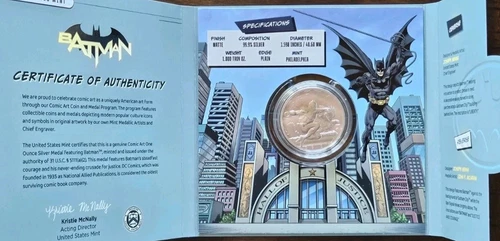 MINT
BATMAN
CERTIFICATE OF AUTHENTICITY
We are proud to celebrate comic art as a uniquely American art form
through our Comic Art Coin and Medal Program. The program features
collectible coins and medals depicting modern popular culture icons
and symbols in original artwork by our own Mint Medallic Artists and
Chief Engraver.
The United States Mint certifies that this is a genuine Comic Art One
Ounce Silver Medal Featuring Batman™, minted and issued under the
authority of 31 U.S.C. § 5111(a)(2). This medal features Batman's steadfast
courage and his never-ending crusade for justice. DC Comics, which was
founded in 1935 as National Allied Publications, is considered the oldest
surviving comic book company.
Kristie McNally
Kristie McNally
Acting Director
United States Mint
SPECIFICATIONS
FINISH
MATTE
COMPOSITION
99.9% SILVER
DIAMETER
1.598 INCHES / 40.60 MM
WEIGHT
1.000 TROY OZ.
EDGE
PLAIN
MINT
PHILADELPHIA
HALL OF JUSTICE